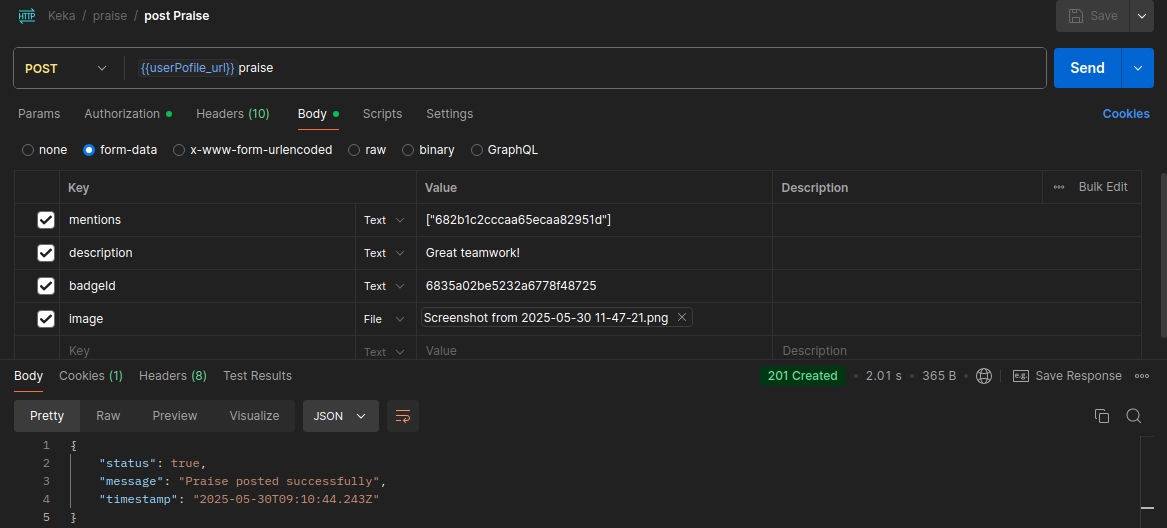 HTTP Keka / praise / post Praise Save
POST {{userPofile_url}} praise Send
Params Authorization Headers (10) Body Scripts Settings Cookies
none form-data x-www-form-urlencoded raw binary GraphQL
Key Value Description Bulk Edit
mentions Text ["682b1c2cccaa65ecaa82951d"]
description Text Great teamwork!
badgeId Text 6835a02be5232a6778f48725
image File Screenshot from 2025-05-30 11-47-21.png
Key Text Value Description
Body Cookies (1) Headers (8) Test Results 201 Created 2.01 s 365 B e.g. Save Response
Pretty Raw Preview Visualize JSON
1 {
2 "status": true,
3 "message": "Praise posted successfully",
4 "timestamp": "2025-05-30T09:10:44.243Z"
5 }